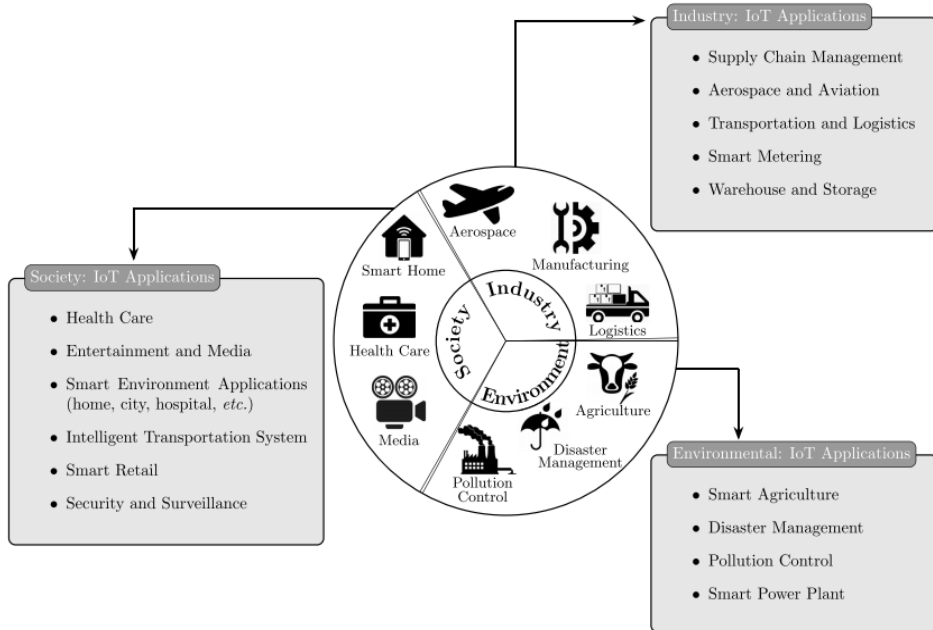 Industry: IoT Applications
• Supply Chain Management
• Aerospace and Aviation
• Transportation and Logistics
• Smart Metering
• Warehouse and Storage
Aerospace
Manufacturing
Logistics
Smart Home
Health Care
Media
Industry
Society
Environment
Agriculture
Disaster
Management
Pollution
Control
Society: IoT Applications
• Health Care
• Entertainment and Media
• Smart Environment Applications
(home, city, hospital, etc.)
• Intelligent Transportation System
• Smart Retail
• Security and Surveillance
Environmental: IoT Applications
• Smart Agriculture
• Disaster Management
• Pollution Control
• Smart Power Plant